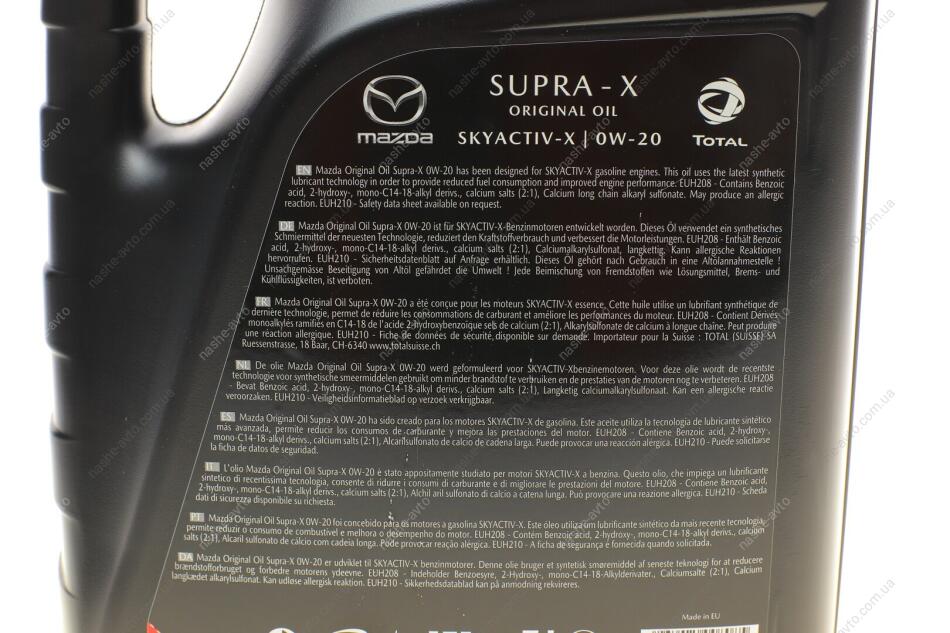 SUPRA - X
ORIGINAL OIL
SKYACTIV-X | 0W-20
mazda
TOTAL
EN Mazda Original Oil Supra-X 0W-20 has been designed for SKYACTIV-X gasoline engines. This oil uses the latest synthetic
lubricant technology in order to provide reduced fuel consumption and improved engine performance. EUH208 - Contains Benzoic
acid, 2-hydroxy-, mono-C14-18-alkyl derivs., calcium salts (2:1), Calcium long chain alkaryl sulfonate. May produce an allergic
reaction. EUH210 - Safety data sheet available on request.
DE Mazda Original Oil Supra-X 0W-20 ist für SKYACTIV-X-Benzinmotoren entwickelt worden. Dieses Öl verwendet ein synthetisches
Schmiermittel der neuesten Technologie, reduziert den Kraftstoffverbrauch und verbessert die Motorleistungen. EUH208 - Enthält Benzoic
acid, 2-hydroxy-, mono-C14-18-alkyl derivs., calcium salts (2:1), Calciumalkarylsulfonat, langkettig. Kann allergische Reaktionen
hervorrufen. EUH210 - Sicherheitsdatenblatt auf Anfrage erhältlich. Dieses Öl gehört nach Gebrauch in eine Altölannahmestelle !
Unsachgemässe Beseitigung von Altöl gefährdet die Umwelt ! Jede Beimischung von Fremdstoffen wie Lösungsmittel, Brems- und
Kühlflüssigkeiten, ist verboten.
FR Mazda Original Oil Supra-X 0W-20 a été conçue pour les moteurs SKYACTIV-X essence. Cette huile utilise un lubrifiant synthétique de
dernière technologie, permet de réduire les consommations de carburant et améliore les performances du moteur. EUH208 - Contient Dérivés
monoalkylés ramifiés en C14-18 de l'acide 2-hydroxybenzoïque sels de calcium (2:1), Alkarylsulfonate de calcium à longue chaîne. Peut produire
une réaction allergique. EUH210 - Fiche de données de sécurité disponible sur demande. Importateur pour la Suisse : TOTAL (SUISSE) SA
Ruessenstrasse, 18 Baar, CH-6340 www.totalsuisse.ch
NL De olie Mazda Original Oil Supra-X 0W-20 werd geformuleerd voor SKYACTIV-Xbenzinemotoren. Voor deze olie wordt de recentste
technologie voor synthetische smeermiddelen gebruikt om minder brandstof te verbruiken en de prestaties van de motoren nog te verbeteren. EUH208
- Bevat Benzoic acid, 2-hydroxy-, mono-C14-18-alkyl derivs., calcium salts (2:1), Langketig calciumalkarylsulfonaat. Kan een allergische reactie
veroorzaken. EUH210 - Veiligheidsinformatieblad op verzoek verkrijgbaar.
ES Mazda Original Oil Supra-X 0W-20 ha sido creado para los motores SKYACTIV-X de gasolina. Este aceite utiliza la tecnología de lubricante sintético
más avanzada, permite reducir los consumos de carburante y mejora las prestaciones del motor. EUH208 - Contiene Benzoic acid, 2-hydroxy-,
mono-C14-18-alkyl derivs., calcium salts (2:1), Alcarilsulfonato de calcio de cadena larga. Puede provocar una reacción alérgica. EUH210 - Puede solicitarse
la ficha de datos de seguridad.
IT L'olio Mazda Original Oil Supra-X 0W-20 è stato appositamente studiato per motori SKYACTIV-X a benzina. Questo olio, che impiega un lubrificante
sintetico di recentissima tecnologia, consente di ridurre i consumi di carburante e di migliorare le prestazioni del motore. EUH208 - Contiene Benzoic acid,
2-hydroxy-, mono-C14-18-alkyl derivs., calcium salts (2:1), Alchil aril sulfonato di calcio a catena lunga. Può provocare una reazione allergica. EUH210 - Scheda
dati di sicurezza disponibile su richiesta.
PT Mazda Original Oil Supra-X 0W-20 foi concebido para os motores a gasolina SKYACTIV-X. Este óleo utiliza um lubrificante sintético da mais recente tecnologia,
permite reduzir o consumo de combustível e melhora o desempenho do motor. EUH208 - Contém Benzoic acid, 2-hydroxy-, mono-C14-18-alkyl derivs., calcium
salts (2:1), Alcaril sulfonato de calcio com cadeia longa. Pode provocar reação alérgica. EUH210 - A ficha de segurança é fornecida quando solicitada.
DA Mazda Original Oil Supra-X 0W-20 er udviklet til SKYACTIV-X benzinmotorer. Denne olie bruger et syntetisk smøremiddel af seneste teknologi for at reducere
brændstofforbruget og forbedre motorens ydeevne. EUH208 - Indeholder Benzoesyre, 2-Hydroxy-, mono-C14-18-Alkylderivater, Calciumsalte (2:1), Calcium
langkædet alkarylsulfonat. Kan udløse allergisk reaktion. EUH210 - Sikkerhedsdatablad kan på anmodning rekvireres.
Made in EU
nashe-avto.com.ua